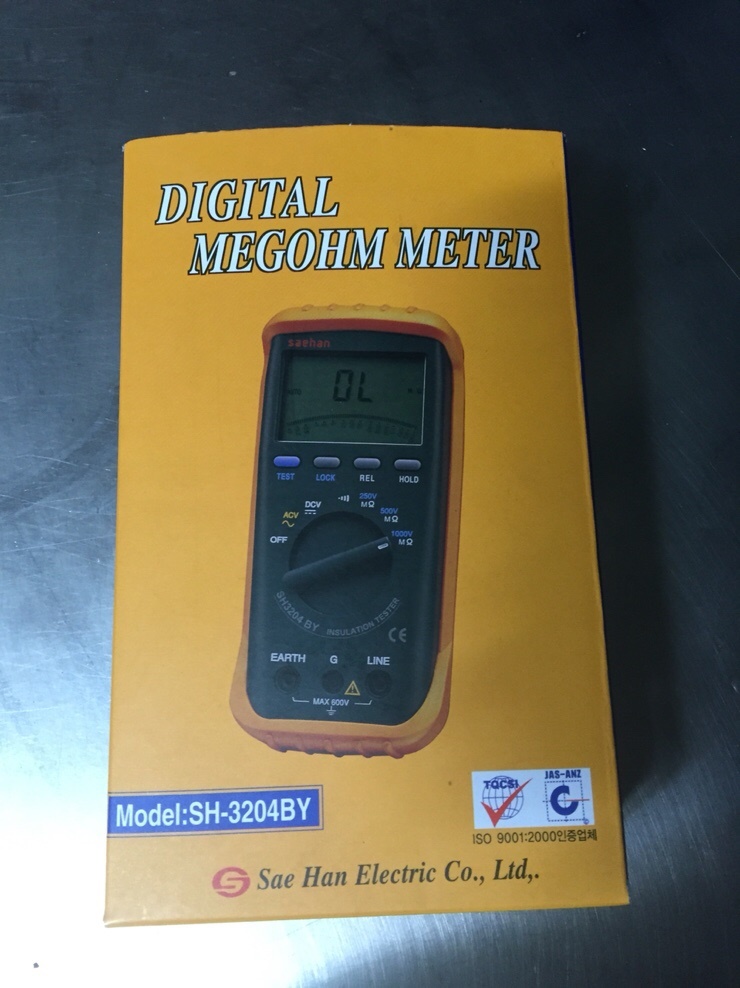 DIGITAL
MEGOHM METER
saehan
AUTO
OL
TEST LOCK REL HOLD
OFF
ACV
DCV
250V
MΩ
500V
MΩ
1000V
MΩ
SH3204 BY INSULATION TESTER
CE
EARTH G LINE
MAX 600V
TQCSI
JAS-ANZ
Model:SH-3204BY
ISO 9001:2000인증업체
Sae Han Electric Co., Ltd,.